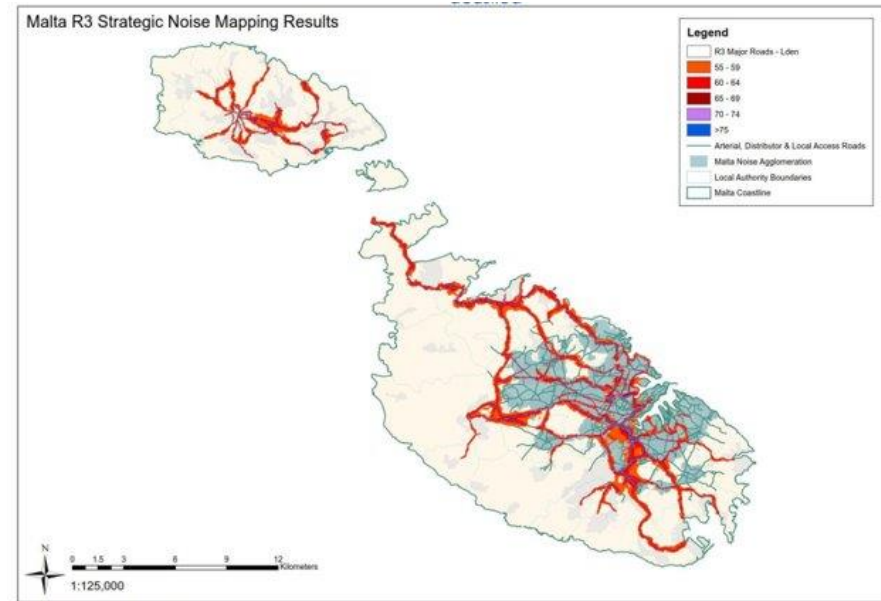 Malta R3 Strategic Noise Mapping Results
Legend
R3 Major Roads - Lden
55 - 59
60 - 64
65 - 69
70 - 74
>75
Arterial, Distributor & Local Access Roads
Malta Noise Agglomeration
Local Authority Boundaries
Malta Coastline
N
0 1.5 3 6 9 12
Kilometers
1:125,000